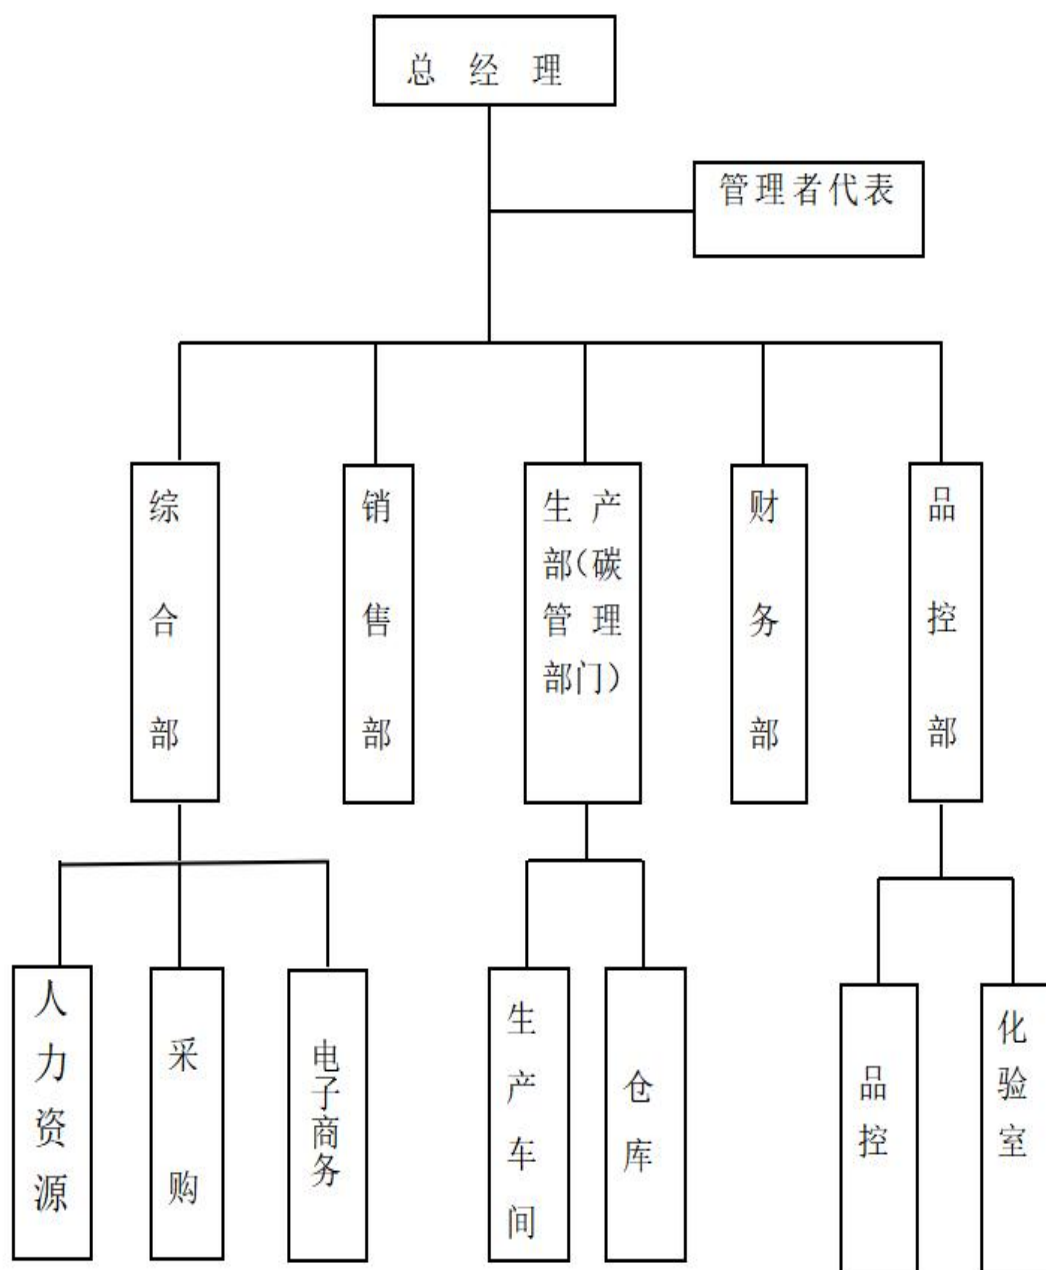 总经理
管理者代表
综合部
销售部
生产
部（碳
管理
部门）
财务部
品控部
人力资源
采购
电子商务
生产车间
仓库
品控
化验室